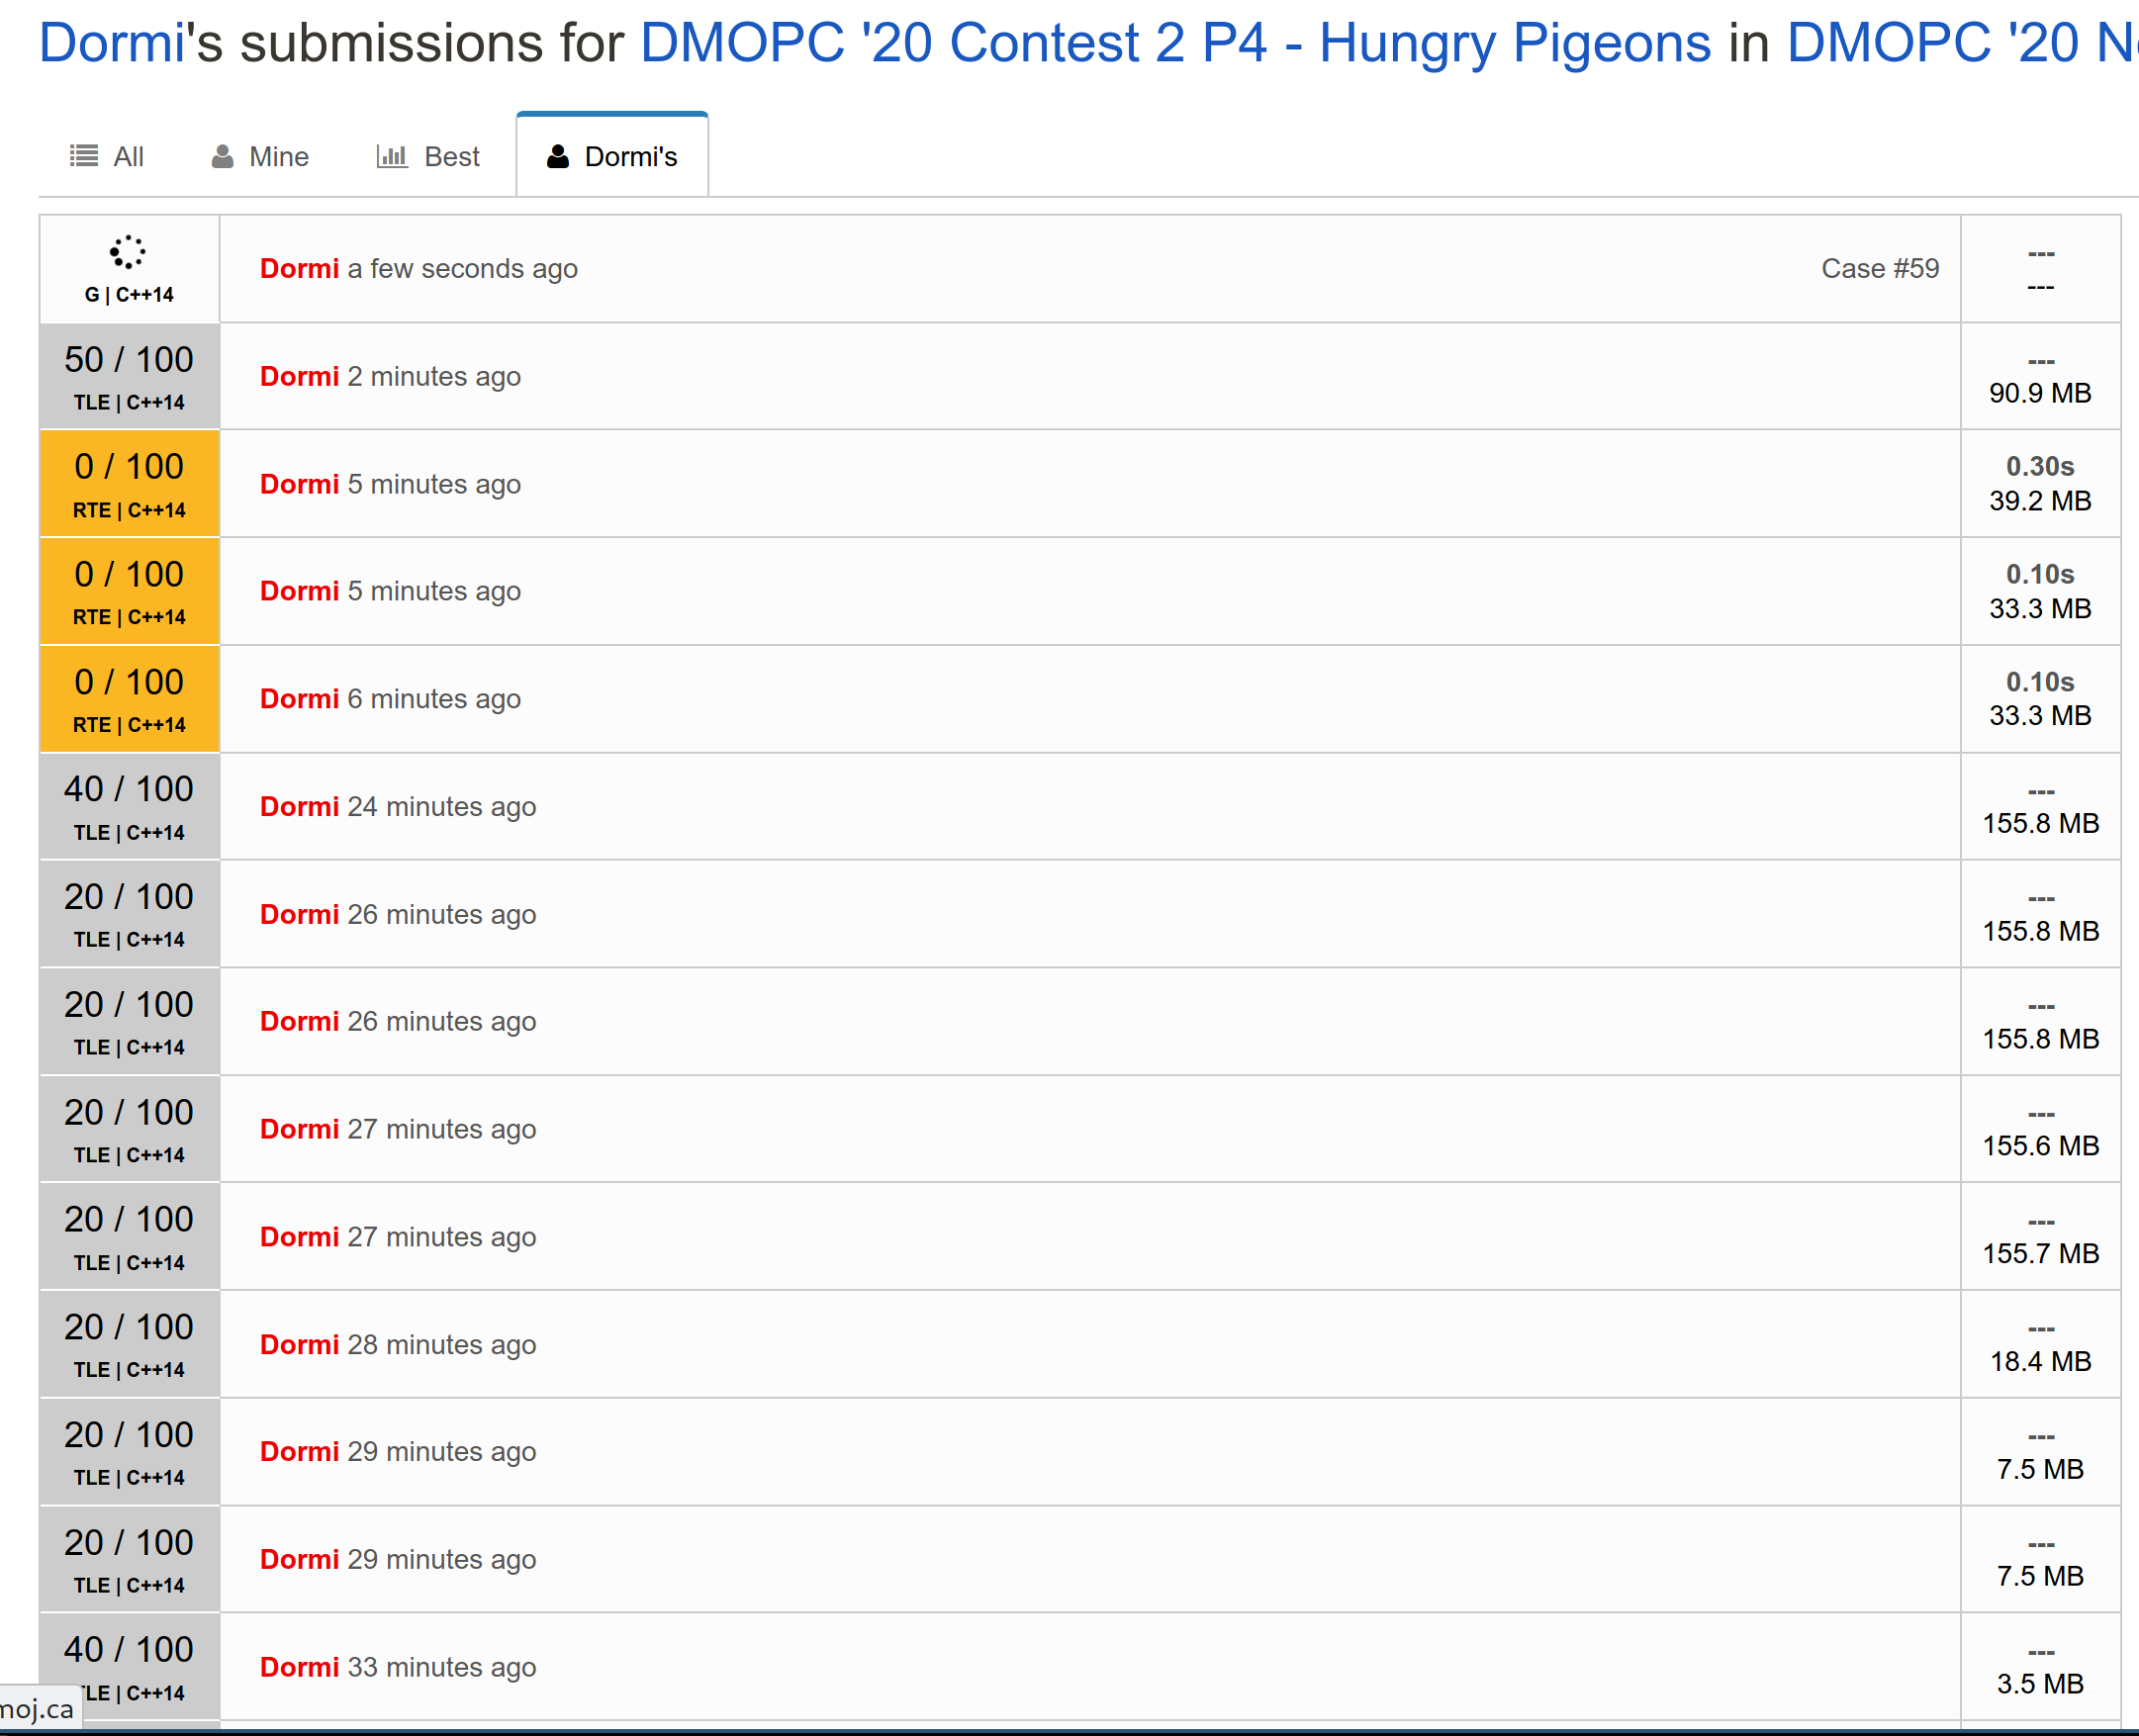 Dormi's submissions for DMOPC '20 Contest 2 P4 - Hungry Pigeons in DMOPC '20 N
All Mine Best Dormi's
G | C++14
Dormi a few seconds ago Case #59
---
---
50 / 100
TLE | C++14
Dormi 2 minutes ago
---
90.9 MB
0 / 100
RTE | C++14
Dormi 5 minutes ago
0.30s
39.2 MB
0 / 100
RTE | C++14
Dormi 5 minutes ago
0.10s
33.3 MB
0 / 100
RTE | C++14
Dormi 6 minutes ago
0.10s
33.3 MB
40 / 100
TLE | C++14
Dormi 24 minutes ago
---
155.8 MB
20 / 100
TLE | C++14
Dormi 26 minutes ago
---
155.8 MB
20 / 100
TLE | C++14
Dormi 26 minutes ago
---
155.8 MB
20 / 100
TLE | C++14
Dormi 27 minutes ago
---
155.6 MB
20 / 100
TLE | C++14
Dormi 27 minutes ago
---
155.7 MB
20 / 100
TLE | C++14
Dormi 28 minutes ago
---
18.4 MB
20 / 100
TLE | C++14
Dormi 29 minutes ago
---
7.5 MB
20 / 100
TLE | C++14
Dormi 29 minutes ago
---
7.5 MB
40 / 100
LE | C++14
Dormi 33 minutes ago
---
3.5 MB
moj.ca